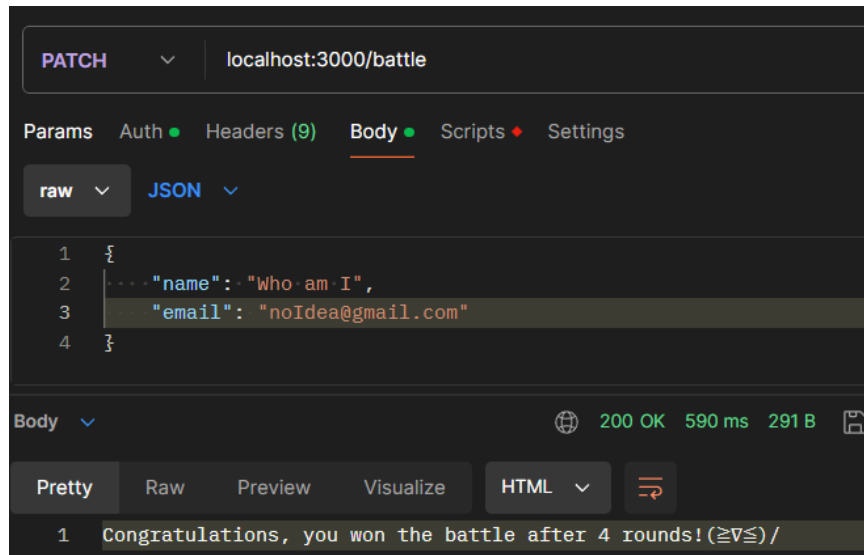 PATCH localhost:3000/battle
Params Auth Headers (9) Body Scripts Settings
raw JSON
1 {
2 "name": "Who am I",
3 "email": "noIdea@gmail.com"
4 }
Body 200 OK 590 ms 291 B
Pretty Raw Preview Visualize HTML
1 Congratulations, you won the battle after 4 rounds!(≧∇≦)/